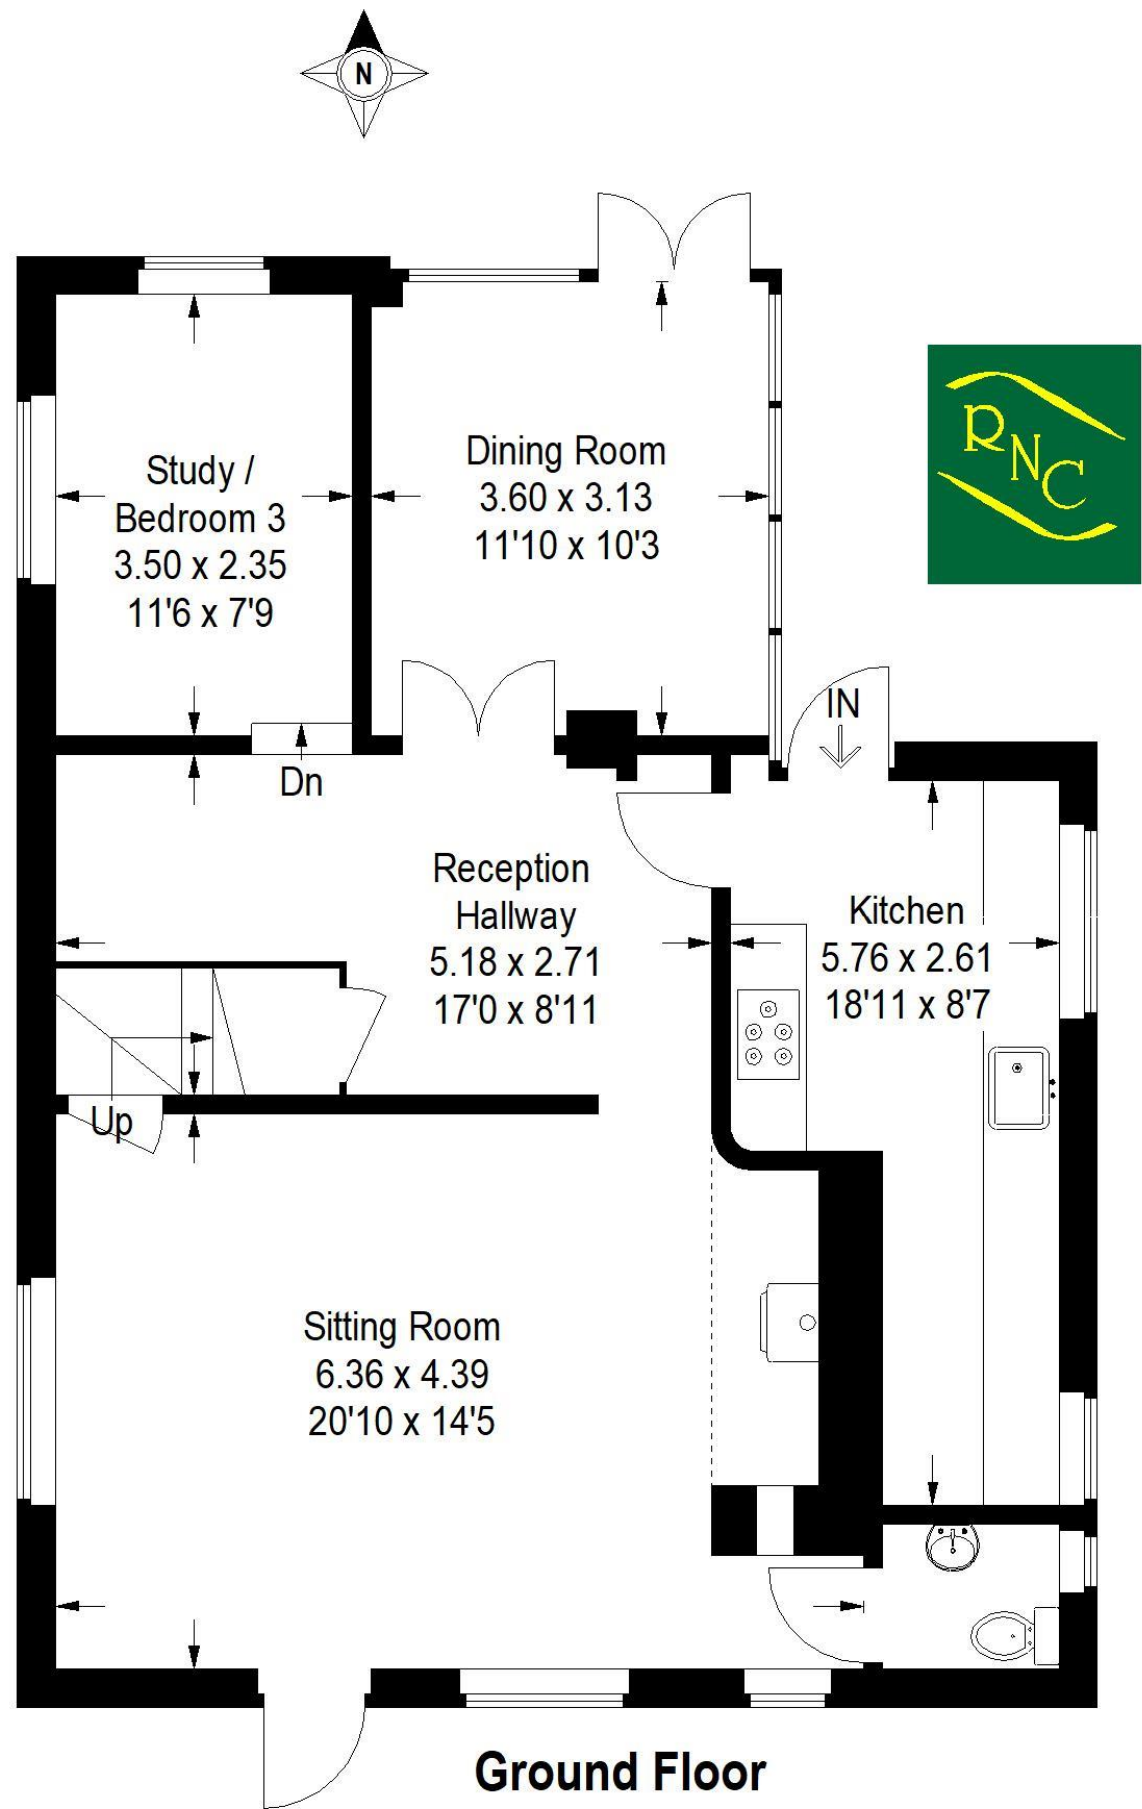 N
Study /
Bedroom 3
3.50 x 2.35
11'6 x 7'9
Dining Room
3.60 x 3.13
11'10 x 10'3
RNC
IN
Dn
Reception
Hallway
5.18 x 2.71
17'0 x 8'11
Kitchen
5.76 x 2.61
18'11 x 8'7
Up
Sitting Room
6.36 x 4.39
20'10 x 14'5
Ground Floor